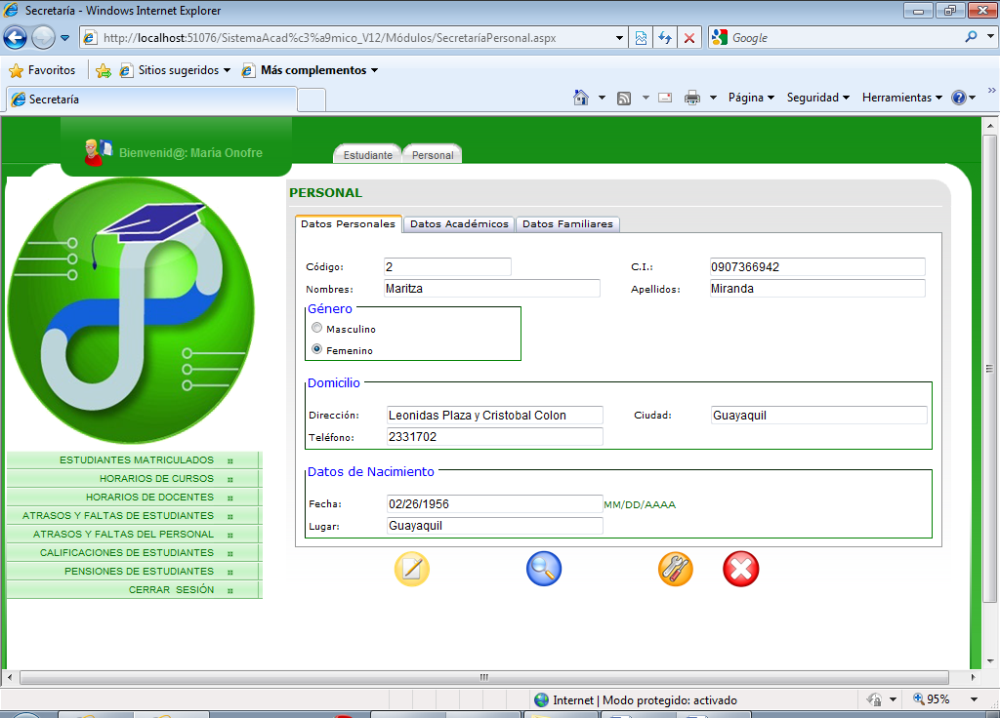 Secretaría - Windows Internet Explorer
http://localhost:51076/SistemaAcad%c3%a9mico_V12/Módulos/SecretaríaPersonal.aspx
Google
Favoritos
Sitios sugeridos
Más complementos
Secretaría
Página
Seguridad
Herramientas
Bienvenid@: Maria Onofre
Estudiante
Personal
PERSONAL
Datos Personales
Datos Académicos
Datos Familiares
Código: 2
C.I.: 0907366942
Nombres: Maritza
Apellidos: Miranda
Género
Masculino
Femenino
Domicilio
Dirección: Leonidas Plaza y Cristobal Colon
Ciudad: Guayaquil
Teléfono: 2331702
Datos de Nacimiento
Fecha: 02/26/1956 MM/DD/AAAA
Lugar: Guayaquil
ESTUDIANTES MATRICULADOS
HORARIOS DE CURSOS
HORARIOS DE DOCENTES
ATRASOS Y FALTAS DE ESTUDIANTES
ATRASOS Y FALTAS DEL PERSONAL
CALIFICACIONES DE ESTUDIANTES
PENSIONES DE ESTUDIANTES
CERRAR SESIÓN
Internet | Modo protegido: activado
95%